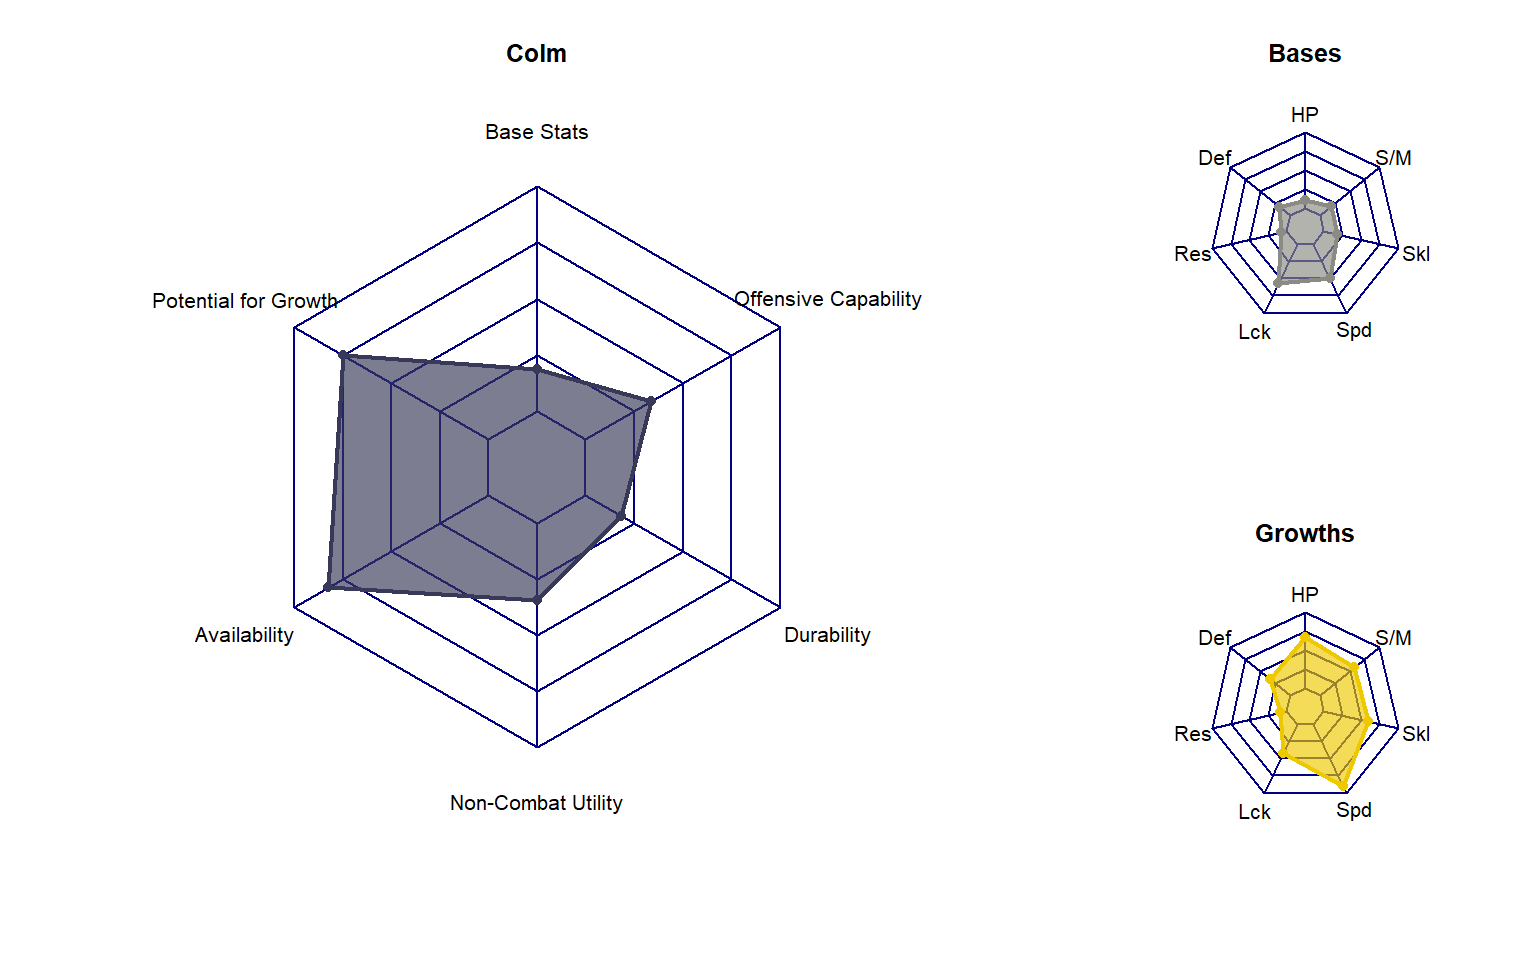 Colm
Base Stats
Potential for Growth
Offensive Capability
Availability
Durability
Non-Combat Utility
Bases
HP
Def
S/M
Res
Skl
Lck
Spd
Growths
HP
Def
S/M
Res
Skl
Lck
Spd